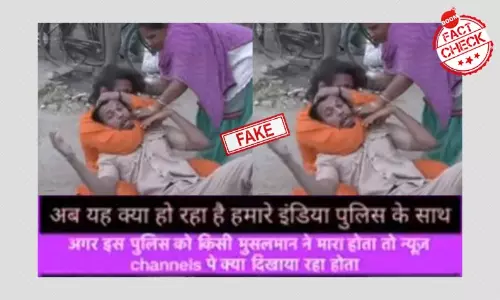 BOOM
FACT
CHECK
FAKE
अब यह क्या हो रहा है हमारे इंडिया पुलिस के साथ
अगर इस पुलिस को किसी मुसलमान ने मारा होता तो न्यूज़
channels पे क्या दिखाया रहा होता